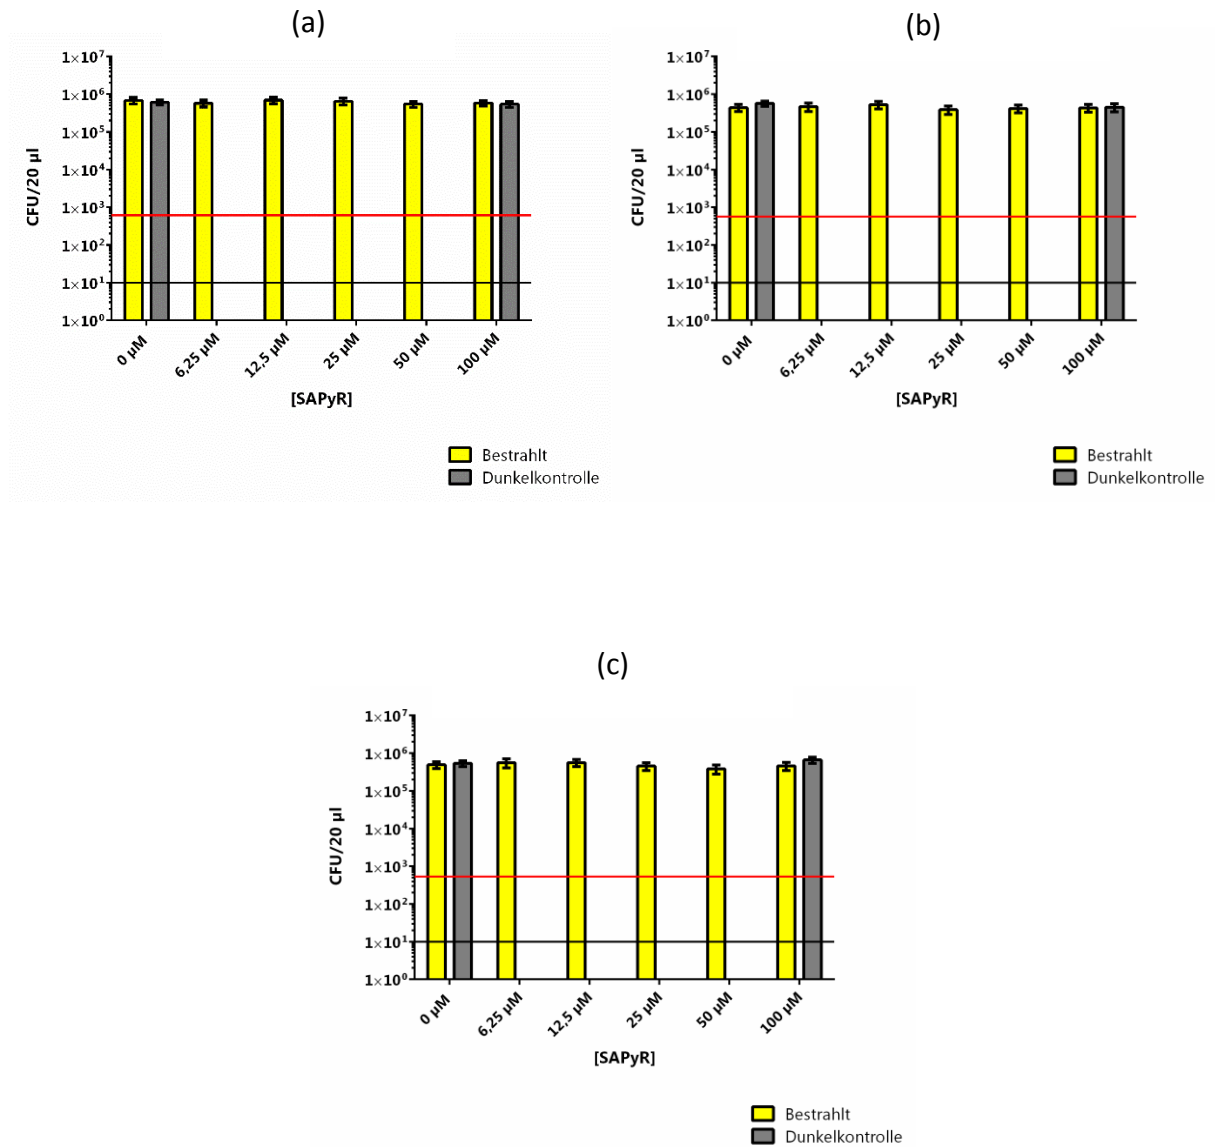 (a)
1×10⁷
1×10⁶
1×10⁵
1×10⁴
1×10³
1×10²
1×10¹
1×10⁰
CFU/20 µl
0 µM
6,25 µM
12,5 µM
25 µM
50 µM
100 µM
[SAPyR]
Bestrahlt
Dunkelkontrolle
(b)
1×10⁷
1×10⁶
1×10⁵
1×10⁴
1×10³
1×10²
1×10¹
1×10⁰
CFU/20 µl
0 µM
6,25 µM
12,5 µM
25 µM
50 µM
100 µM
[SAPyR]
Bestrahlt
Dunkelkontrolle
(c)
1×10⁷
1×10⁶
1×10⁵
1×10⁴
1×10³
1×10²
1×10¹
1×10⁰
CFU/20 µl
0 µM
6,25 µM
12,5 µM
25 µM
50 µM
100 µM
[SAPyR]
Bestrahlt
Dunkelkontrolle